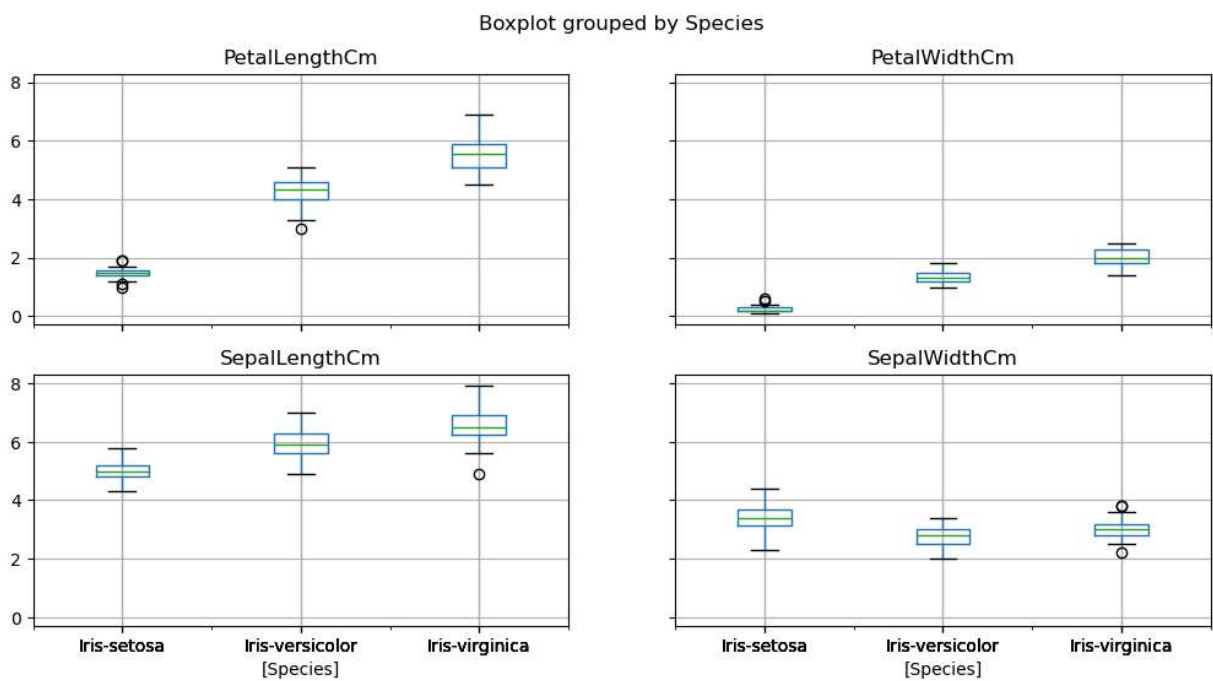 Boxplot grouped by Species
PetalLengthCm
PetalWidthCm
8
6
4
2
0
SepalLengthCm
SepalWidthCm
8
6
4
2
0
Iris-setosa Iris-versicolor Iris-virginica
[Species]
Iris-setosa Iris-versicolor Iris-virginica
[Species]